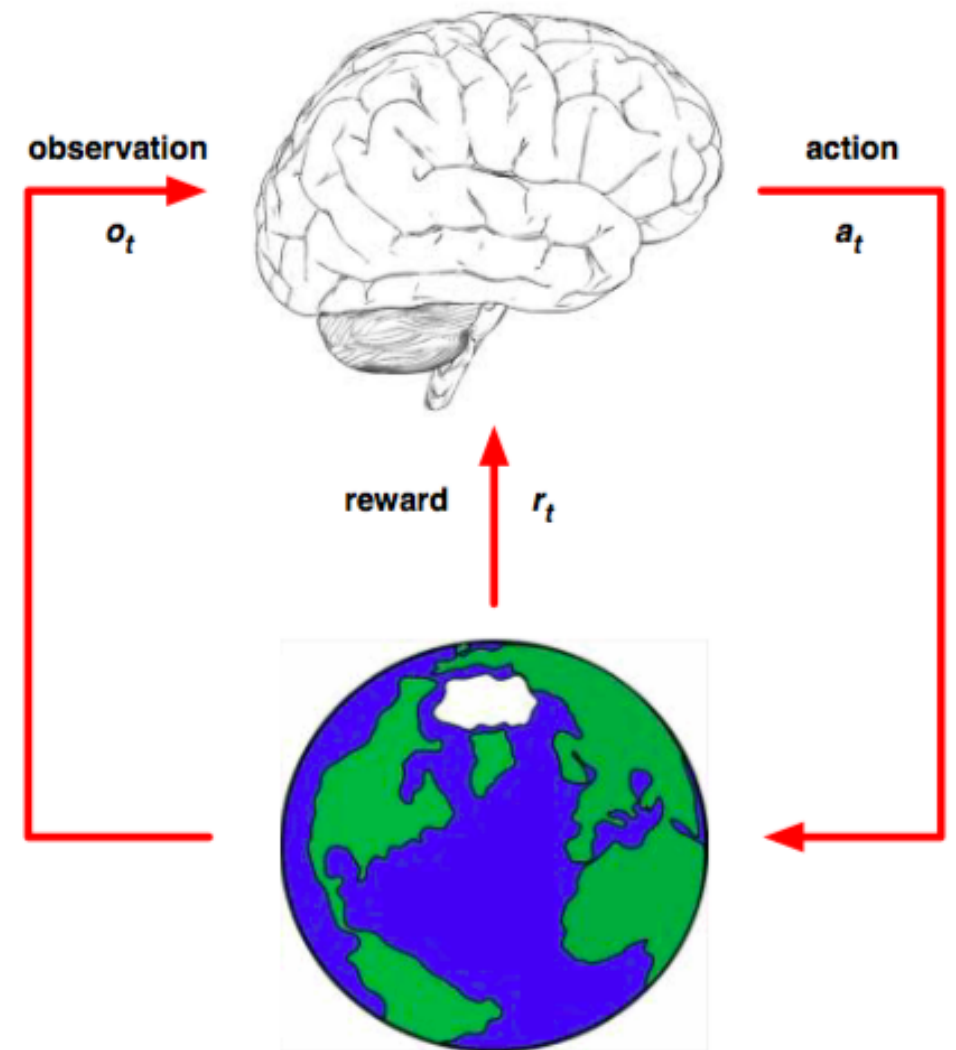 observation
action
o_t
a_t
reward
r_t